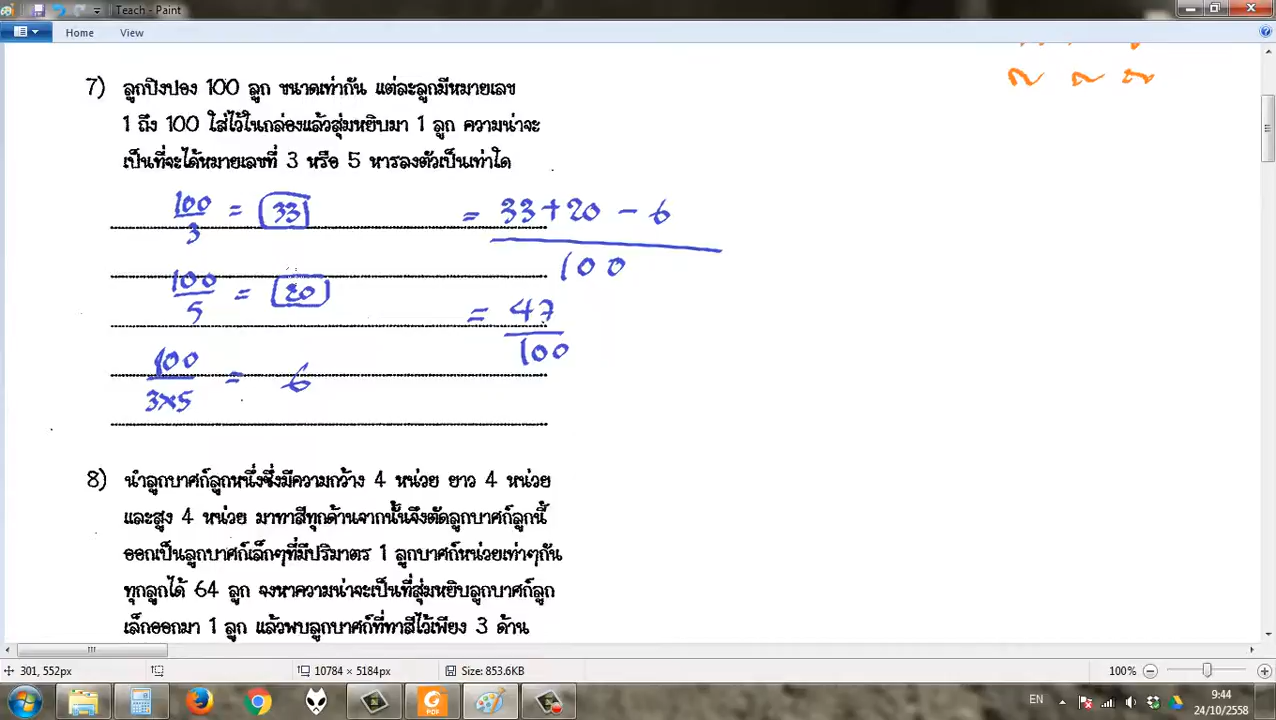 Teach - Paint
Home View
7) ลูกปิงปอง 100 ลูก ขนาดเท่ากัน แต่ละลูกมีหมายเลข
1 ถึง 100 ใส่ไว้ในกล่องแล้วสุ่มหยิบมา 1 ลูก ความน่าจะ
เป็นที่จะได้หมายเลขที่ 3 หรือ 5 หารลงตัวเป็นเท่าใด
100/3 = 33
= 33+20 - 6
100
100/5 = 20
= 47/100
100/3×5 = 6
8) นำลูกบาศก์ลูกหนึ่งซึ่งมีความกว้าง 4 หน่วย ยาว 4 หน่วย
และสูง 4 หน่วย มาทาสีทุกด้านจากนั้นจึงตัดลูกบาศก์ลูกนี้
ออกเป็นลูกบาศก์เล็กๆที่มีปริมาตร 1 ลูกบาศก์หน่วยเท่าๆกัน
ทุกลูกได้ 64 ลูก จงหาความน่าจะเป็นที่สุ่มหยิบลูกบาศก์ลูก
เล็กออกมา 1 ลูก แล้วพบลูกบาศก์ที่ทาสีไว้เพียง 3 ด้าน
301, 552px 10784 × 5184px Size: 853.6KB 100%
PDF
EN 9:44
24/10/2558